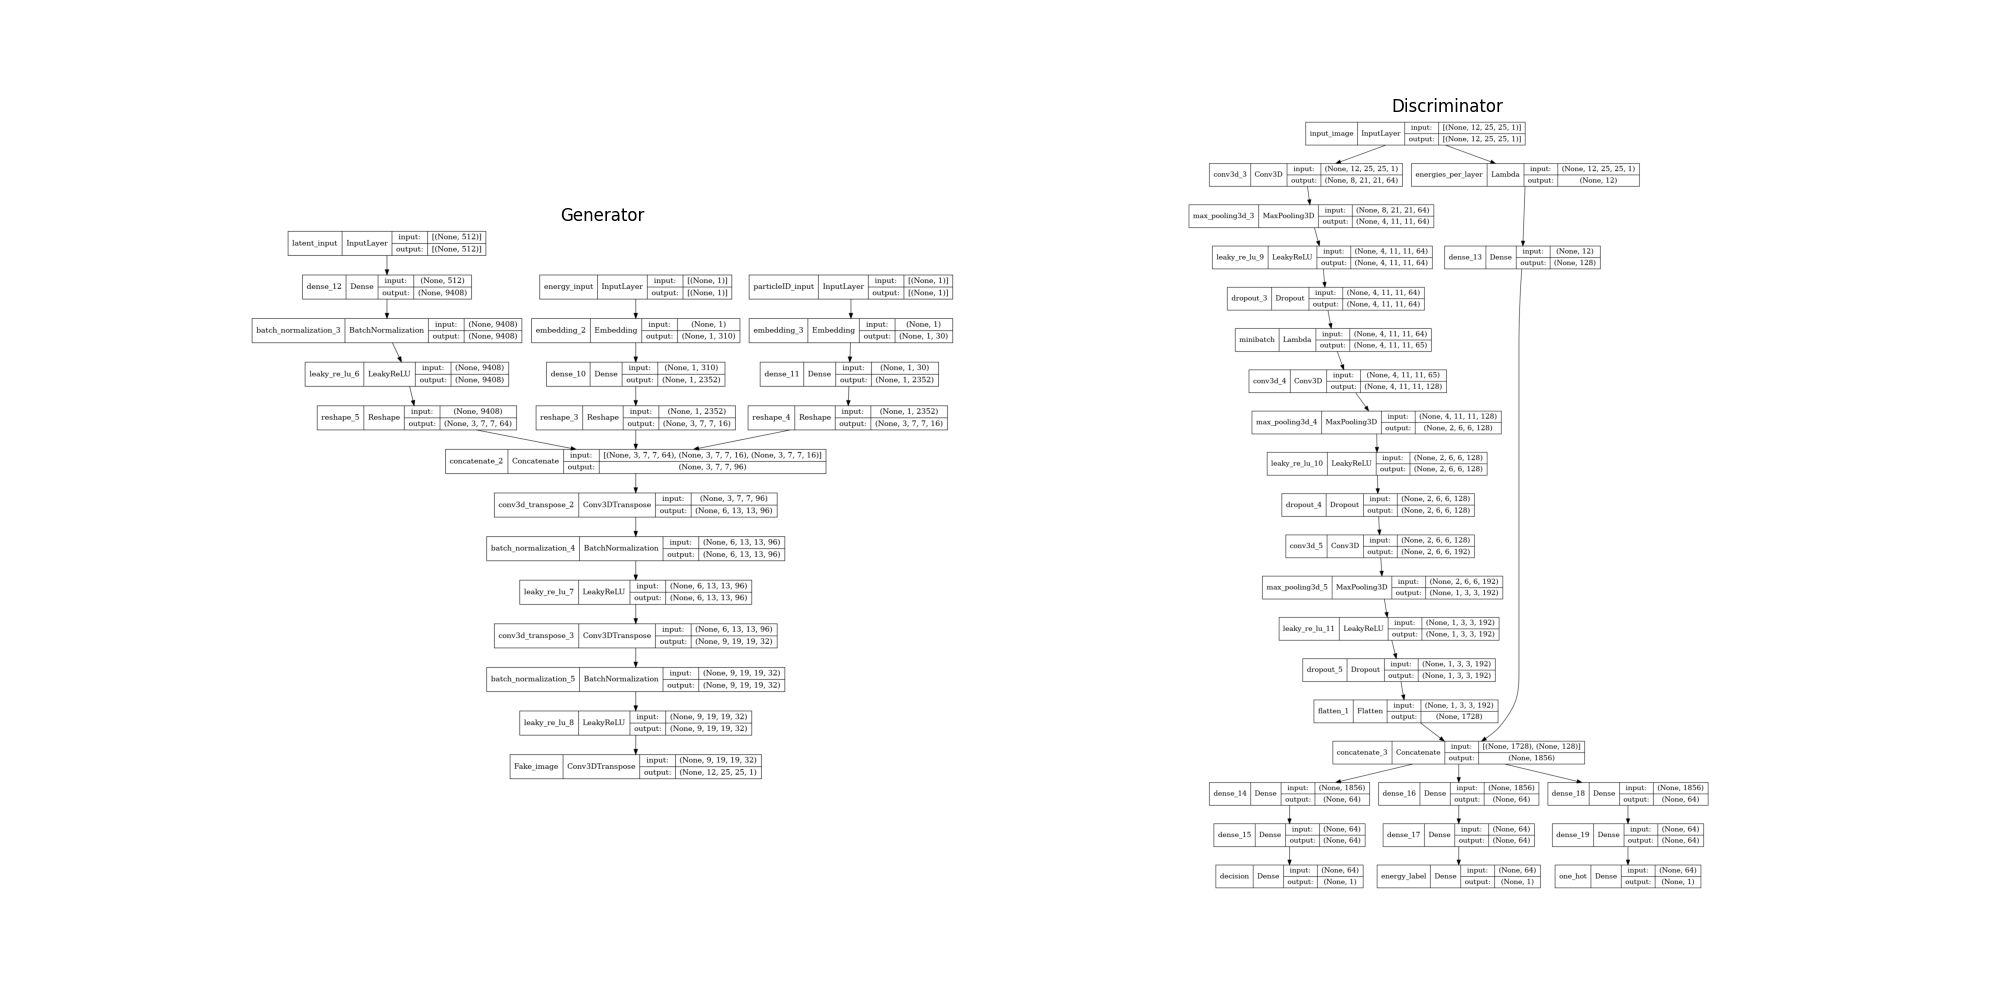 Generator
latent_input InputLayer input: [(None, 512)]
output: [(None, 512)]
dense_12 Dense input: (None, 512)
output: (None, 9408)
energy_input InputLayer input: [(None, 1)]
output: [(None, 1)]
particleID_input InputLayer input: [(None, 1)]
output: [(None, 1)]
batch_normalization_3 BatchNormalization input: (None, 9408)
output: (None, 9408)
embedding_2 Embedding input: (None, 1)
output: (None, 1, 310)
embedding_3 Embedding input: (None, 1)
output: (None, 1, 30)
leaky_re_lu_6 LeakyReLU input: (None, 9408)
output: (None, 9408)
dense_10 Dense input: (None, 1, 310)
output: (None, 1, 2352)
dense_11 Dense input: (None, 1, 30)
output: (None, 1, 2352)
reshape_5 Reshape input: (None, 9408)
output: (None, 3, 7, 7, 64)
reshape_3 Reshape input: (None, 1, 2352)
output: (None, 3, 7, 7, 16)
reshape_4 Reshape input: (None, 1, 2352)
output: (None, 3, 7, 7, 16)
concatenate_2 Concatenate input: [(None, 3, 7, 7, 64), (None, 3, 7, 7, 16), (None, 3, 7, 7, 16)]
output: (None, 3, 7, 7, 96)
conv3d_transpose_2 Conv3DTranspose input: (None, 3, 7, 7, 96)
output: (None, 6, 13, 13, 96)
batch_normalization_4 BatchNormalization input: (None, 6, 13, 13, 96)
output: (None, 6, 13, 13, 96)
leaky_re_lu_7 LeakyReLU input: (None, 6, 13, 13, 96)
output: (None, 6, 13, 13, 96)
conv3d_transpose_3 Conv3DTranspose input: (None, 6, 13, 13, 96)
output: (None, 9, 19, 19, 32)
batch_normalization_5 BatchNormalization input: (None, 9, 19, 19, 32)
output: (None, 9, 19, 19, 32)
leaky_re_lu_8 LeakyReLU input: (None, 9, 19, 19, 32)
output: (None, 9, 19, 19, 32)
Fake_image Conv3DTranspose input: (None, 9, 19, 19, 32)
output: (None, 12, 25, 25, 1)
Discriminator
input_image InputLayer input: [(None, 12, 25, 25, 1)]
output: [(None, 12, 25, 25, 1)]
conv3d_3 Conv3D input: (None, 12, 25, 25, 1)
output: (None, 8, 21, 21, 64)
energies_per_layer Lambda input: (None, 12, 25, 25, 1)
output: (None, 12)
max_pooling3d_3 MaxPooling3D input: (None, 8, 21, 21, 64)
output: (None, 4, 11, 11, 64)
leaky_re_lu_9 LeakyReLU input: (None, 4, 11, 11, 64)
output: (None, 4, 11, 11, 64)
dense_13 Dense input: (None, 12)
output: (None, 128)
dropout_3 Dropout input: (None, 4, 11, 11, 64)
output: (None, 4, 11, 11, 64)
minibatch Lambda input: (None, 4, 11, 11, 64)
output: (None, 4, 11, 11, 65)
conv3d_4 Conv3D input: (None, 4, 11, 11, 65)
output: (None, 4, 11, 11, 128)
max_pooling3d_4 MaxPooling3D input: (None, 4, 11, 11, 128)
output: (None, 2, 6, 6, 128)
leaky_re_lu_10 LeakyReLU input: (None, 2, 6, 6, 128)
output: (None, 2, 6, 6, 128)
dropout_4 Dropout input: (None, 2, 6, 6, 128)
output: (None, 2, 6, 6, 128)
conv3d_5 Conv3D input: (None, 2, 6, 6, 128)
output: (None, 2, 6, 6, 192)
max_pooling3d_5 MaxPooling3D input: (None, 2, 6, 6, 192)
output: (None, 1, 3, 3, 192)
leaky_re_lu_11 LeakyReLU input: (None, 1, 3, 3, 192)
output: (None, 1, 3, 3, 192)
dropout_5 Dropout input: (None, 1, 3, 3, 192)
output: (None, 1, 3, 3, 192)
flatten_1 Flatten input: (None, 1, 3, 3, 192)
output: (None, 1728)
concatenate_3 Concatenate input: [(None, 1728), (None, 128)]
output: (None, 1856)
dense_14 Dense input: (None, 1856)
output: (None, 64)
dense_16 Dense input: (None, 1856)
output: (None, 64)
dense_18 Dense input: (None, 1856)
output: (None, 64)
dense_15 Dense input: (None, 64)
output: (None, 64)
dense_17 Dense input: (None, 64)
output: (None, 64)
dense_19 Dense input: (None, 64)
output: (None, 64)
decision Dense input: (None, 64)
output: (None, 1)
energy_label Dense input: (None, 64)
output: (None, 1)
one_hot Dense input: (None, 64)
output: (None, 1)